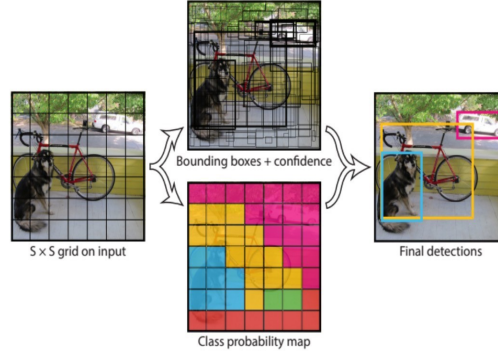 Bounding boxes + confidence
S × S grid on input
Final detections
Class probability map